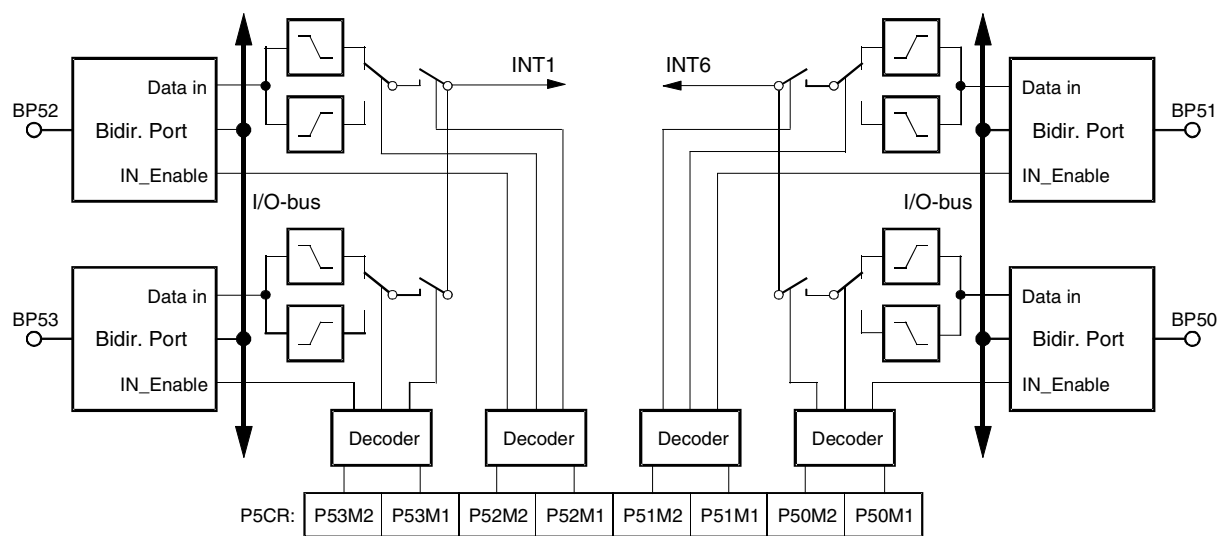 INT1
INT6
Data in
Data in
BP52
BP51
Bidir. Port
Bidir. Port
IN_Enable
IN_Enable
I/O-bus
I/O-bus
Data in
Data in
BP53
BP50
Bidir. Port
Bidir. Port
IN_Enable
IN_Enable
Decoder
Decoder
Decoder
Decoder
P5CR: P53M2 P53M1 P52M2 P52M1 P51M2 P51M1 P50M2 P50M1